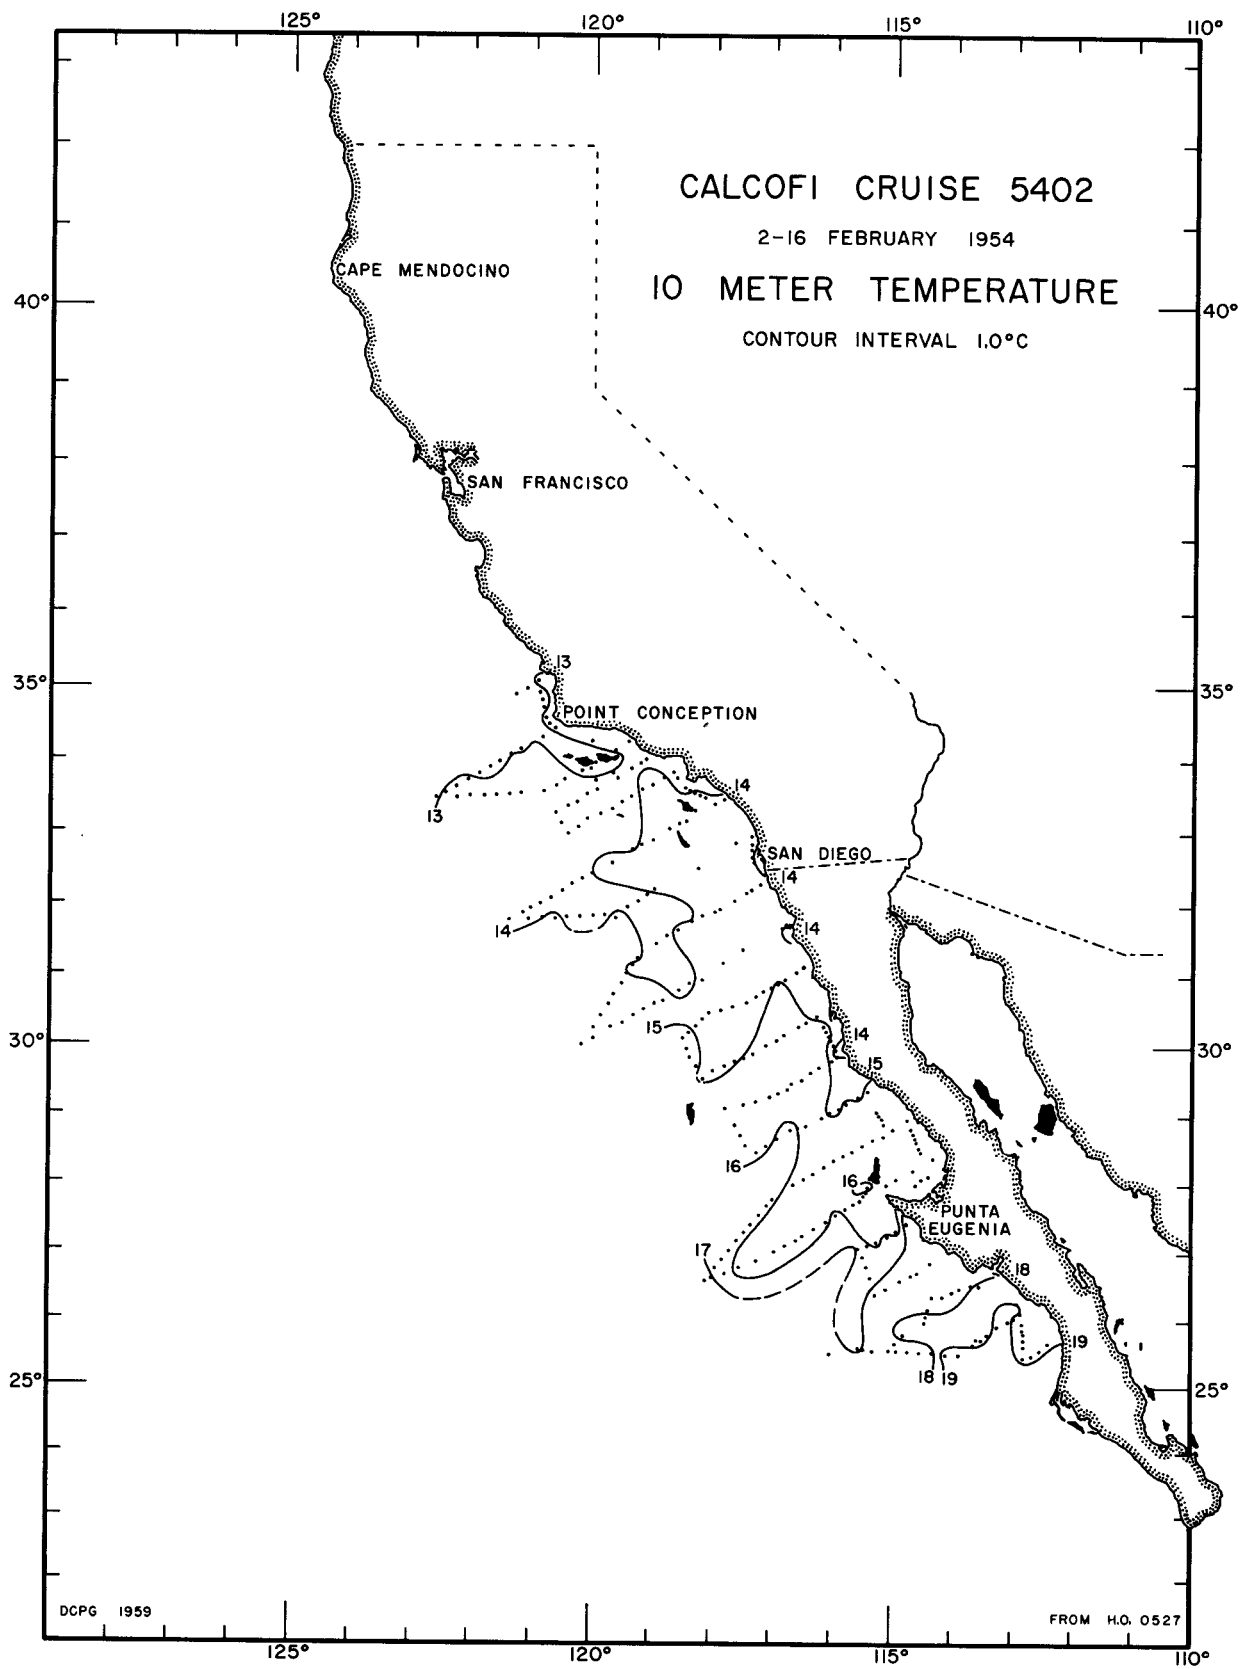 125° 120° 115° 110°
CALCOFI CRUISE 5402
2-16 FEBRUARY 1954
CAPE MENDOCINO
10 METER TEMPERATURE
40° 40°
CONTOUR INTERVAL 1.0°C
SAN FRANCISCO
13
35° 35°
POINT CONCEPTION
14
13
SAN DIEGO
14
14 14
15
14
30° 30°
15
16
16
PUNTA
EUGENIA
17
18
19
18 19
25° 25°
DCPG 1959
FROM H.O. 0527
125° 120° 115° 110°